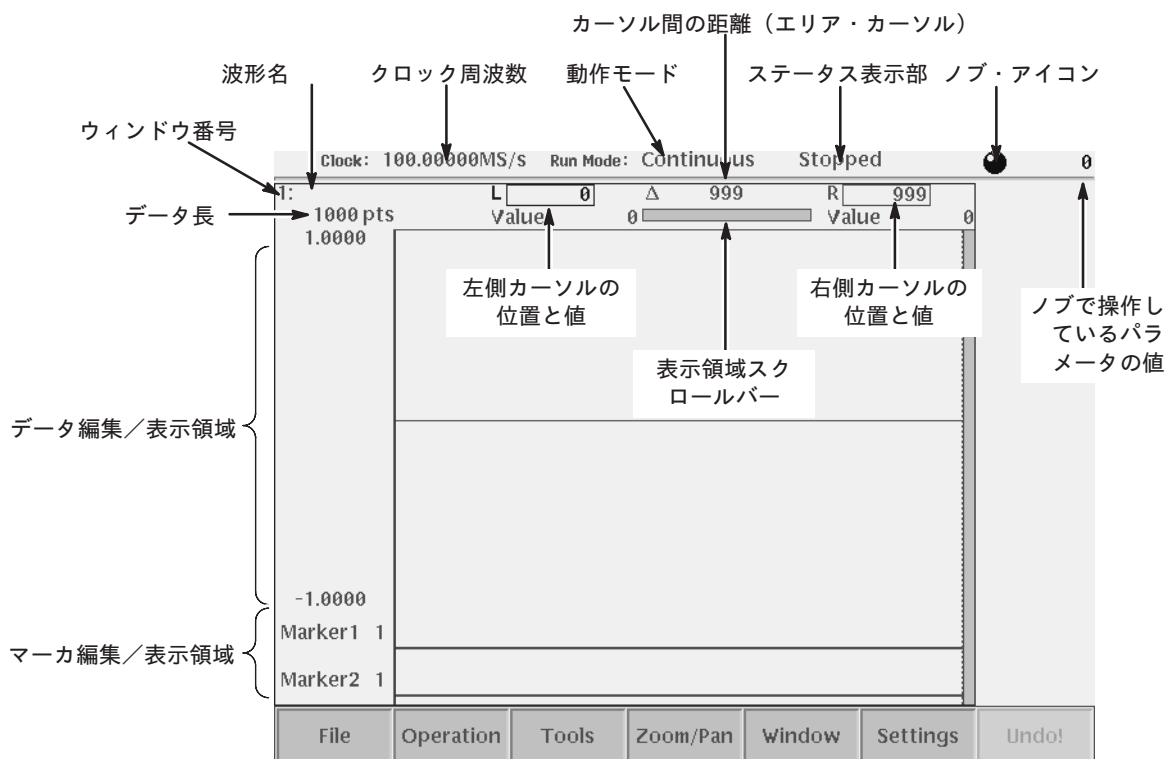 カーソル間の距離（エリア・カーソル）
波形名 クロック周波数 動作モード ステータス表示部 ノブ・アイコン
ウィンドウ番号
Clock: 100.00000MS/s Run Mode: Continuous Stopped 0
1: L 0 Δ 999 R 999
データ長 1000 pts Value 0 Value 0
1.0000
左側カーソルの
位置と値
右側カーソルの
位置と値
ノブで操作し
ているパラ
メータの値
表示領域スク
ロールバー
データ編集／表示領域
-1.0000
Marker1 1
マーカ編集／表示領域
Marker2 1
File Operation Tools Zoom/Pan Window Settings Undo!